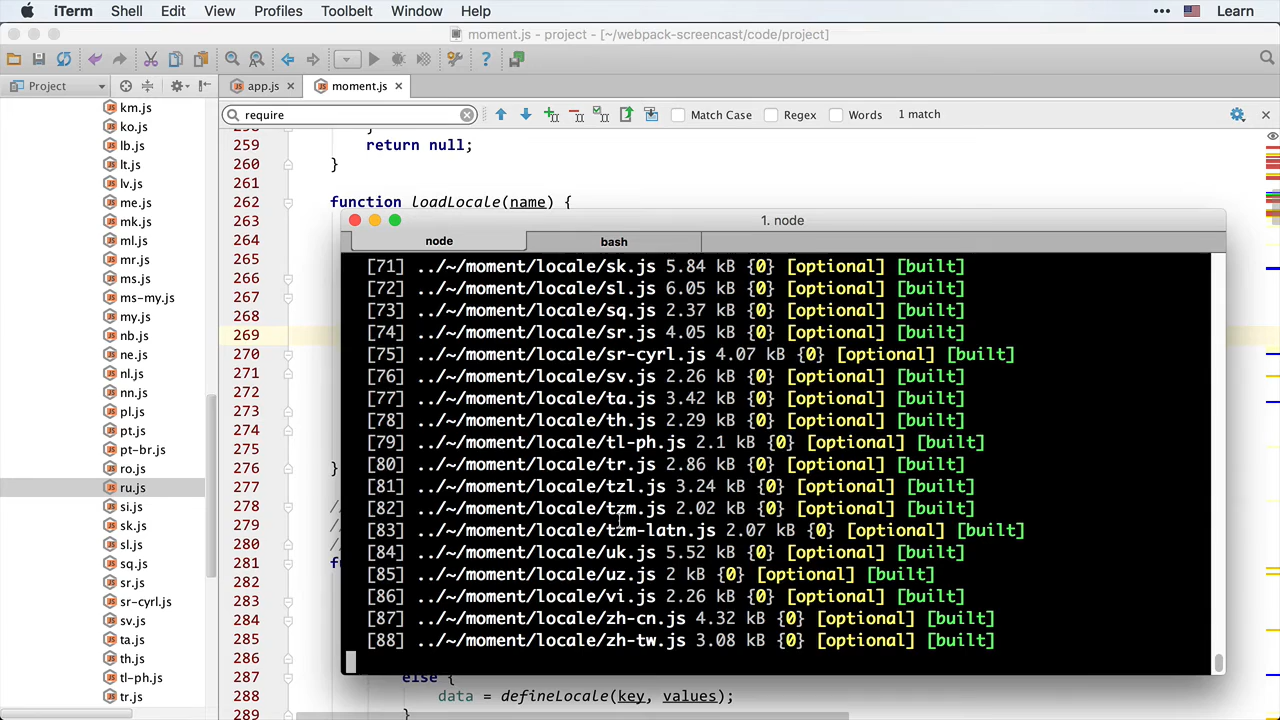 iTerm Shell Edit View Profiles Toolbelt Window Help ••• Learn
moment.js - project - [~/webpack-screencast/code/project]
Project app.js moment.js
require Match Case Regex Words 1 match
km.js
ko.js
lb.js
lt.js
lv.js
me.js
mk.js
ml.js
mr.js
ms.js
ms-my.js
my.js
nb.js
ne.js
nl.js
nn.js
pl.js
pt.js
pt-br.js
ro.js
ru.js
si.js
sk.js
sl.js
sq.js
sr.js
sr-cyrl.js
sv.js
ta.js
th.js
tl-ph.js
tr.js
258 }
259 return null;
260 }
261
262 function loadLocale(name) {
263
264
265
266
267
268
269
270
271
272
273
274
275
276 }
277
278 //
279 //
280 //
281 fu
282
283
284
285
286
287 else {
288 data = defineLocale(key, values);
289 }
1. node
node bash
[71] ../~/moment/locale/sk.js 5.84 kB {0} [optional] [built]
[72] ../~/moment/locale/sl.js 6.05 kB {0} [optional] [built]
[73] ../~/moment/locale/sq.js 2.37 kB {0} [optional] [built]
[74] ../~/moment/locale/sr.js 4.05 kB {0} [optional] [built]
[75] ../~/moment/locale/sr-cyrl.js 4.07 kB {0} [optional] [built]
[76] ../~/moment/locale/sv.js 2.26 kB {0} [optional] [built]
[77] ../~/moment/locale/ta.js 3.42 kB {0} [optional] [built]
[78] ../~/moment/locale/th.js 2.29 kB {0} [optional] [built]
[79] ../~/moment/locale/tl-ph.js 2.1 kB {0} [optional] [built]
[80] ../~/moment/locale/tr.js 2.86 kB {0} [optional] [built]
[81] ../~/moment/locale/tzl.js 3.24 kB {0} [optional] [built]
[82] ../~/moment/locale/tzm.js 2.02 kB {0} [optional] [built]
[83] ../~/moment/locale/tzm-latn.js 2.07 kB {0} [optional] [built]
[84] ../~/moment/locale/uk.js 5.52 kB {0} [optional] [built]
[85] ../~/moment/locale/uz.js 2 kB {0} [optional] [built]
[86] ../~/moment/locale/vi.js 2.26 kB {0} [optional] [built]
[87] ../~/moment/locale/zh-cn.js 4.32 kB {0} [optional] [built]
[88] ../~/moment/locale/zh-tw.js 3.08 kB {0} [optional] [built]